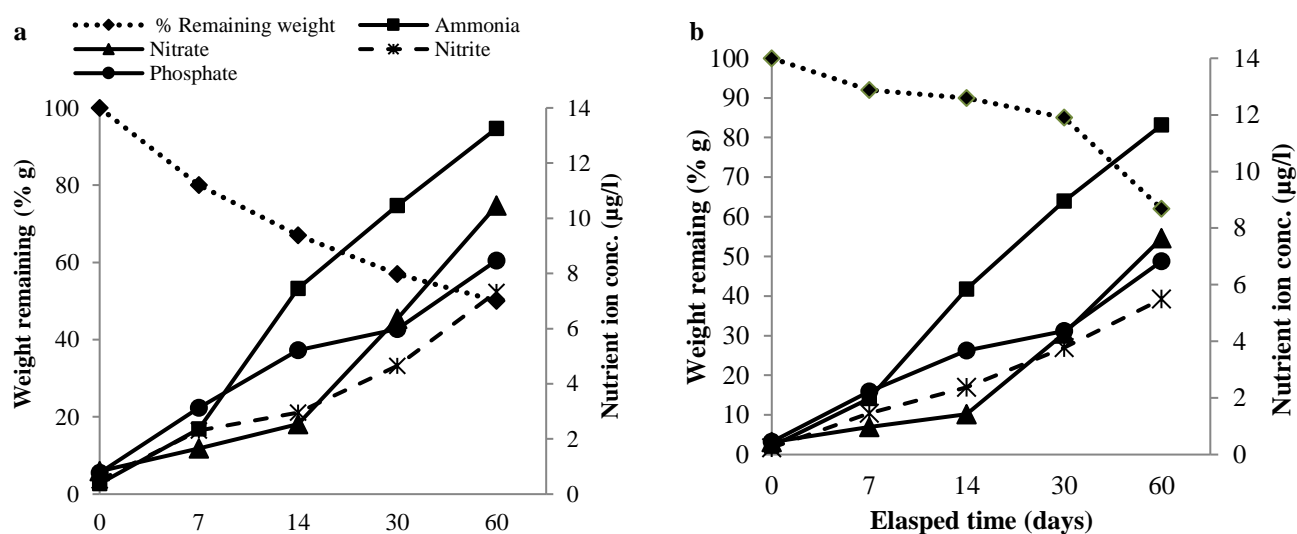 a
% Remaining weight Ammonia
Nitrate Nitrite
Phosphate
Weight remaining (% g)
100
80
60
40
20
0
14
12
10
8
6
4
2
0
Nutrient ion conc. (µg/l)
0 7 14 30 60
b
Weight remaing (% g)
100
90
80
70
60
50
40
30
20
10
0
14
12
10
8
6
4
2
0
Nutrient ion conc. (µg/l)
0 7 14 30 60
Elasped time (days)